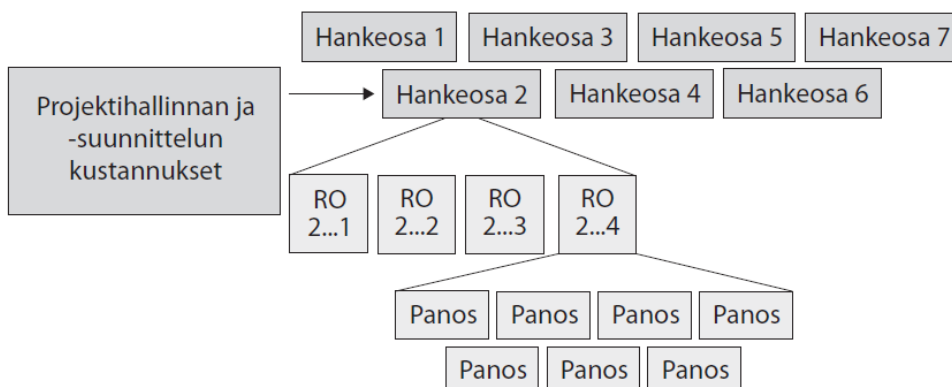 Hankeosa 1
Hankeosa 3
Hankeosa 5
Hankeosa 7
Projektihallinnan ja
-suunnittelun
kustannukset
Hankeosa 2
Hankeosa 4
Hankeosa 6
RO
2...1
RO
2...2
RO
2...3
RO
2...4
Panos
Panos
Panos
Panos
Panos
Panos
Panos